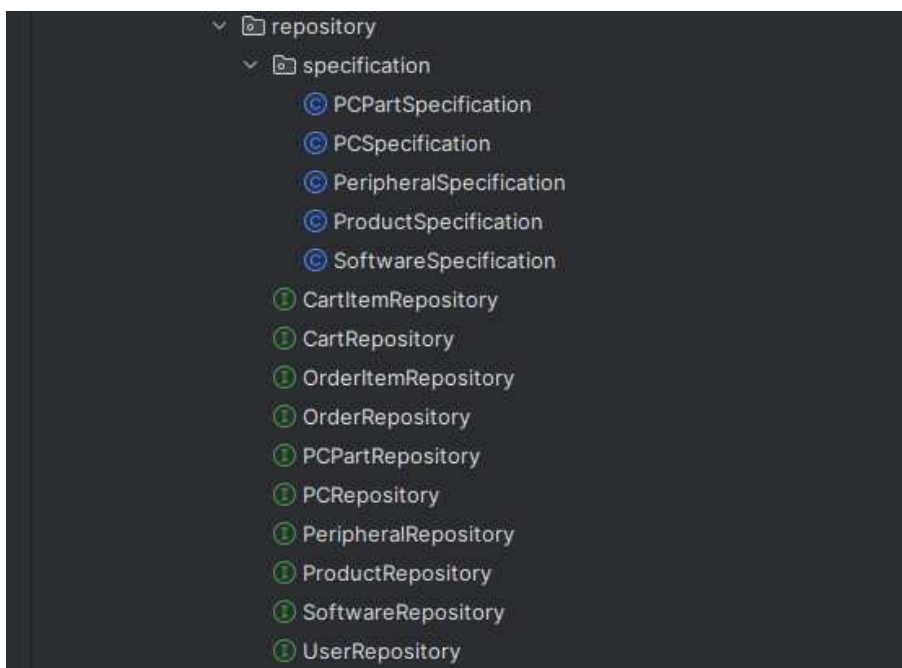 repository
specification
PCPartSpecification
PCSpecification
PeripheralSpecification
ProductSpecification
SoftwareSpecification
CartItemRepository
CartRepository
OrderItemRepository
OrderRepository
PCPartRepository
PCRepository
PeripheralRepository
ProductRepository
SoftwareRepository
UserRepository